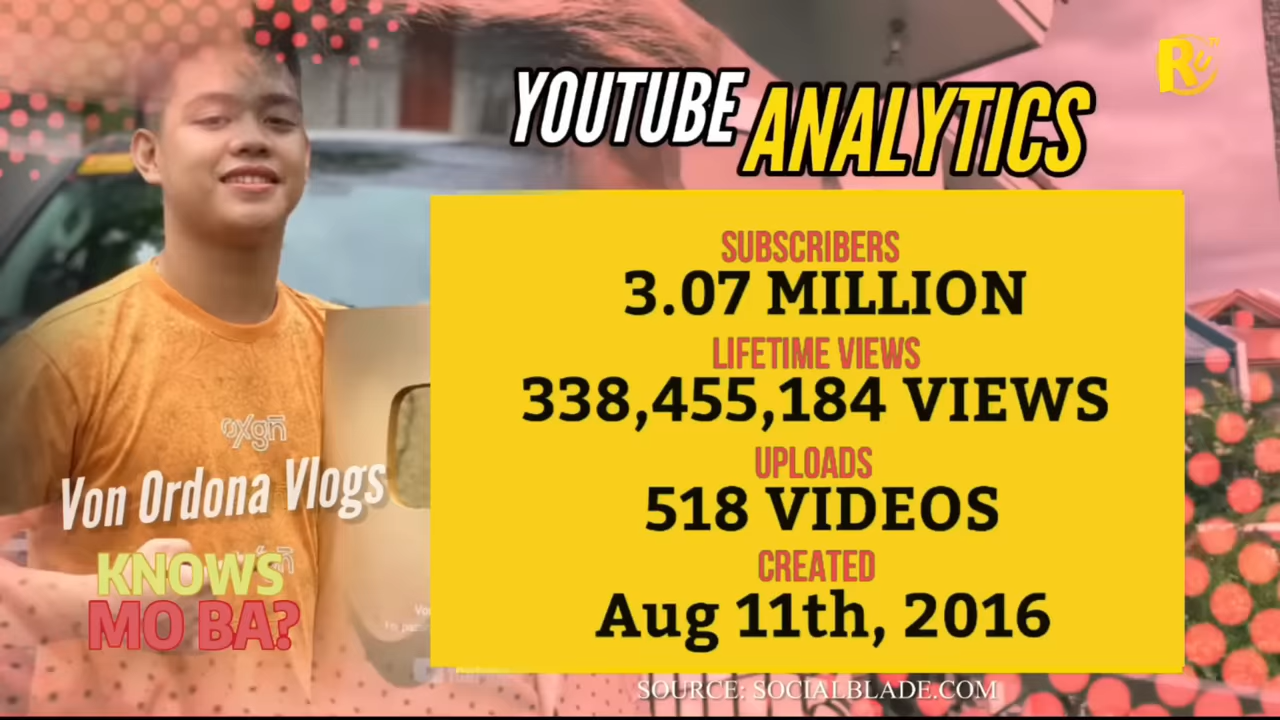 YOUTUBE ANALYTICS
SUBSCRIBERS
3.07 MILLION
LIFETIME VIEWS
338,455,184 VIEWS
UPLOADS
518 VIDEOS
CREATED
Aug 11th, 2016
SOURCE: SOCIALBLADE.COM
oxgn
Von Ordona Vlogs
KNOWS
MO BA?